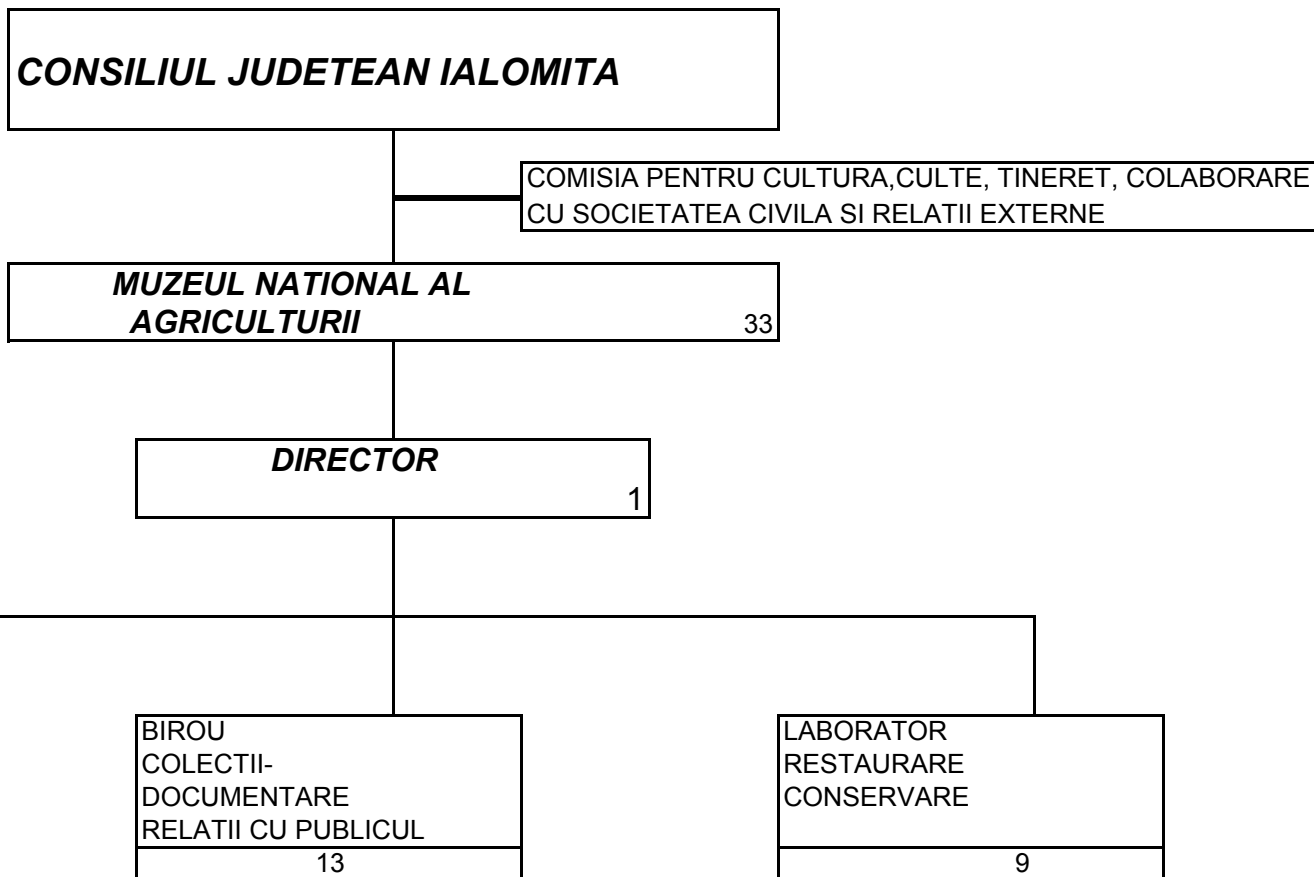 CONSILIUL JUDETEAN IALOMITA
COMISIA PENTRU CULTURA,CULTE, TINERET, COLABORARE
CU SOCIETATEA CIVILA SI RELATII EXTERNE
MUZEUL NATIONAL AL
AGRICULTURII 33
DIRECTOR
1
BIROU
COLECTII-
DOCUMENTARE
RELATII CU PUBLICUL
13
LABORATOR
RESTAURARE
CONSERVARE
9